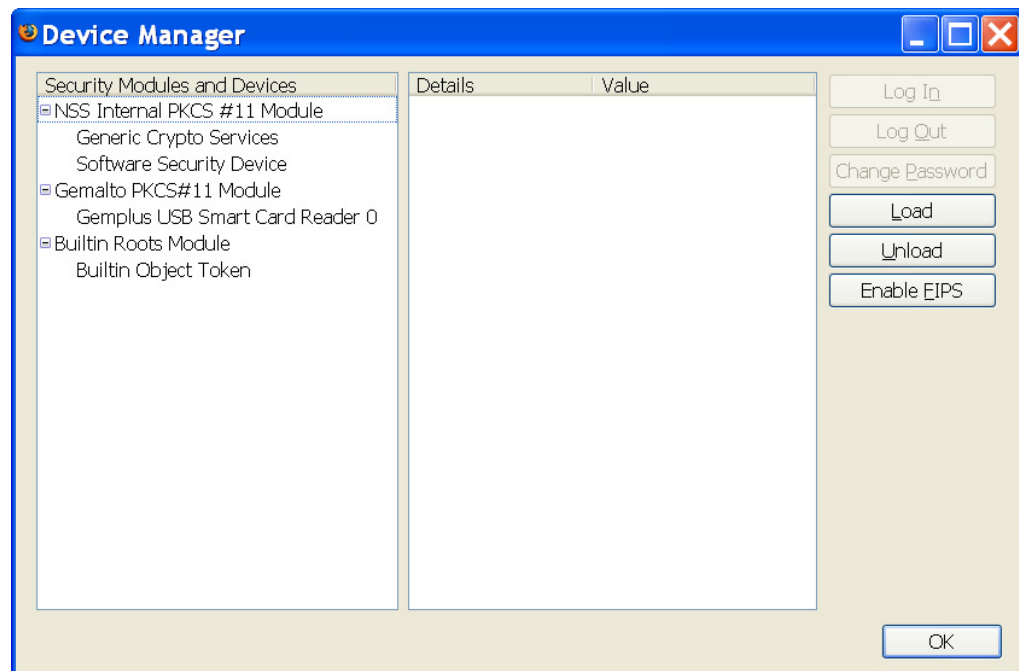 Device Manager
Security Modules and Devices
NSS Internal PKCS #11 Module
Generic Crypto Services
Software Security Device
Gemalto PKCS#11 Module
Gemplus USB Smart Card Reader 0
Builtin Roots Module
Builtin Object Token
Details Value
Log In
Log Out
Change Password
Load
Unload
Enable FIPS
OK